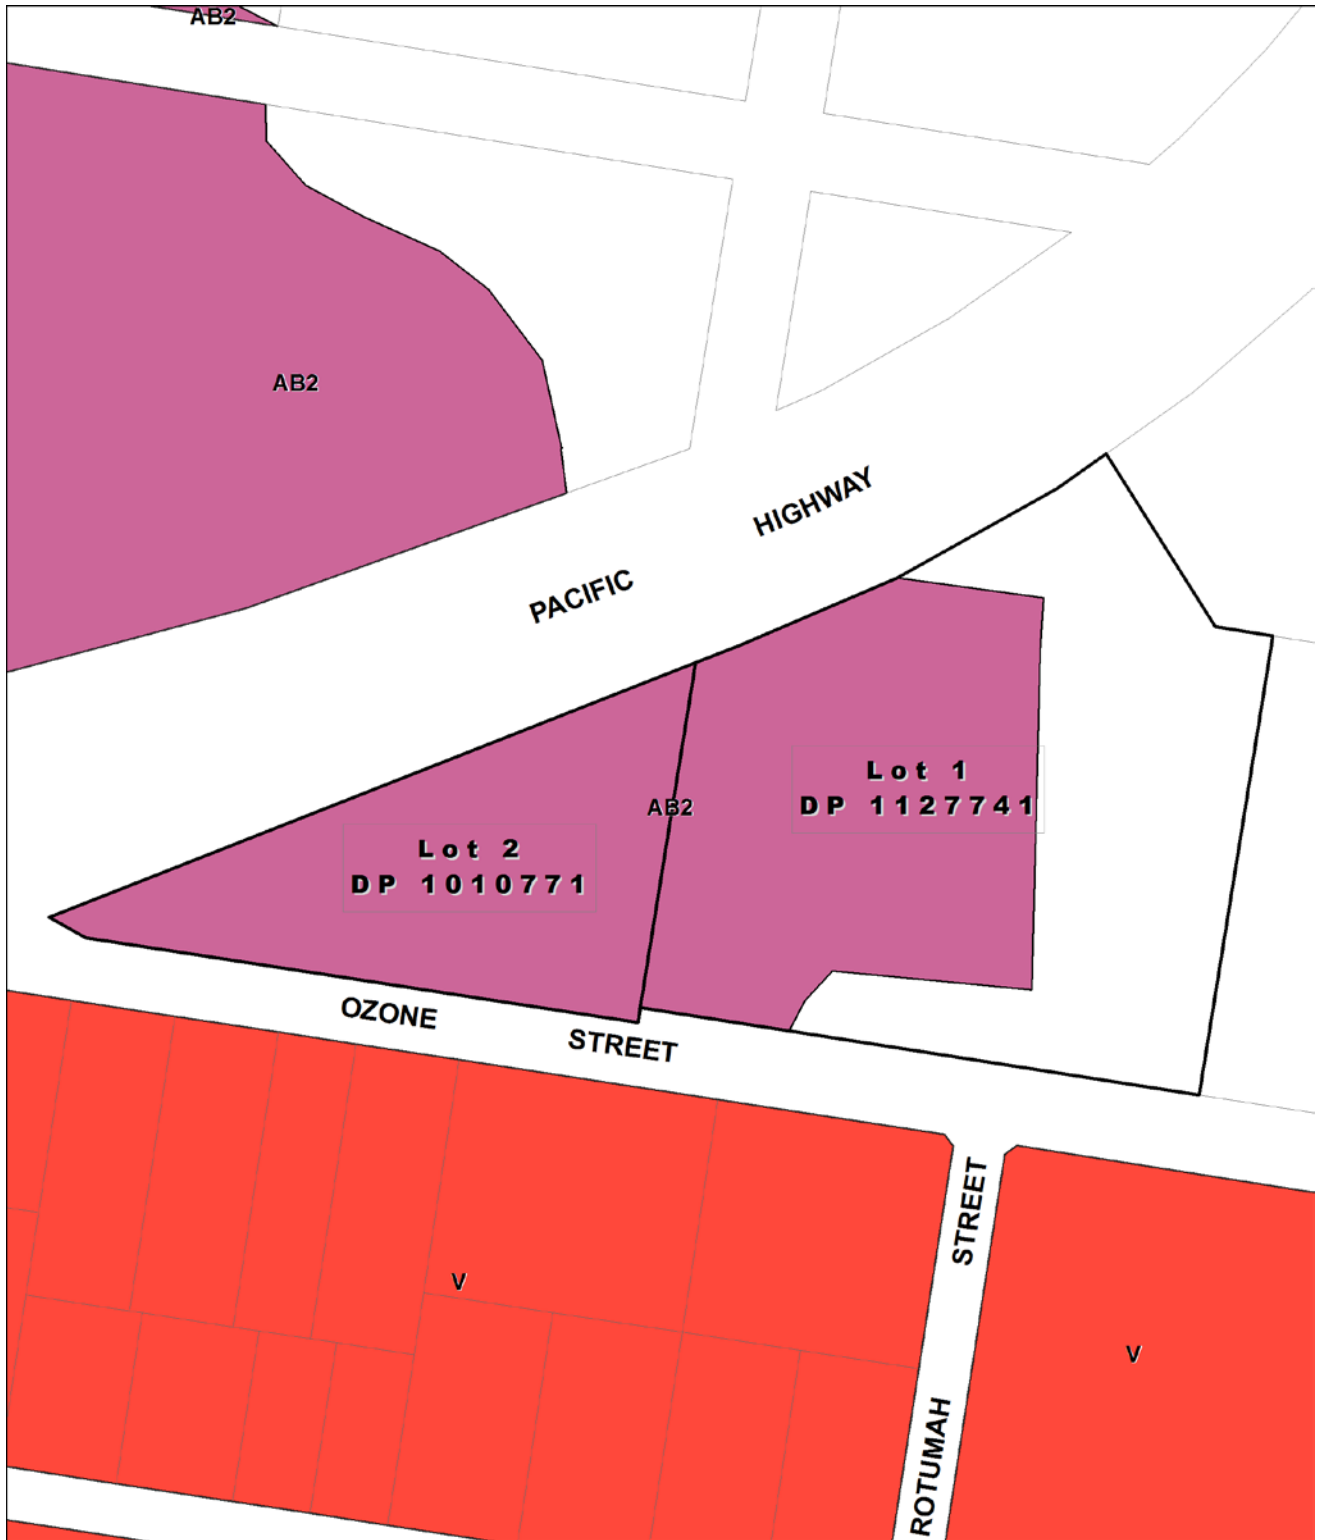 AB2
AB2
HIGHWAY
PACIFIC
Lot 1
DP 1127741
AB2
Lot 2
DP 1010771
OZONE
STREET
STREET
V
V
ROTUMAH